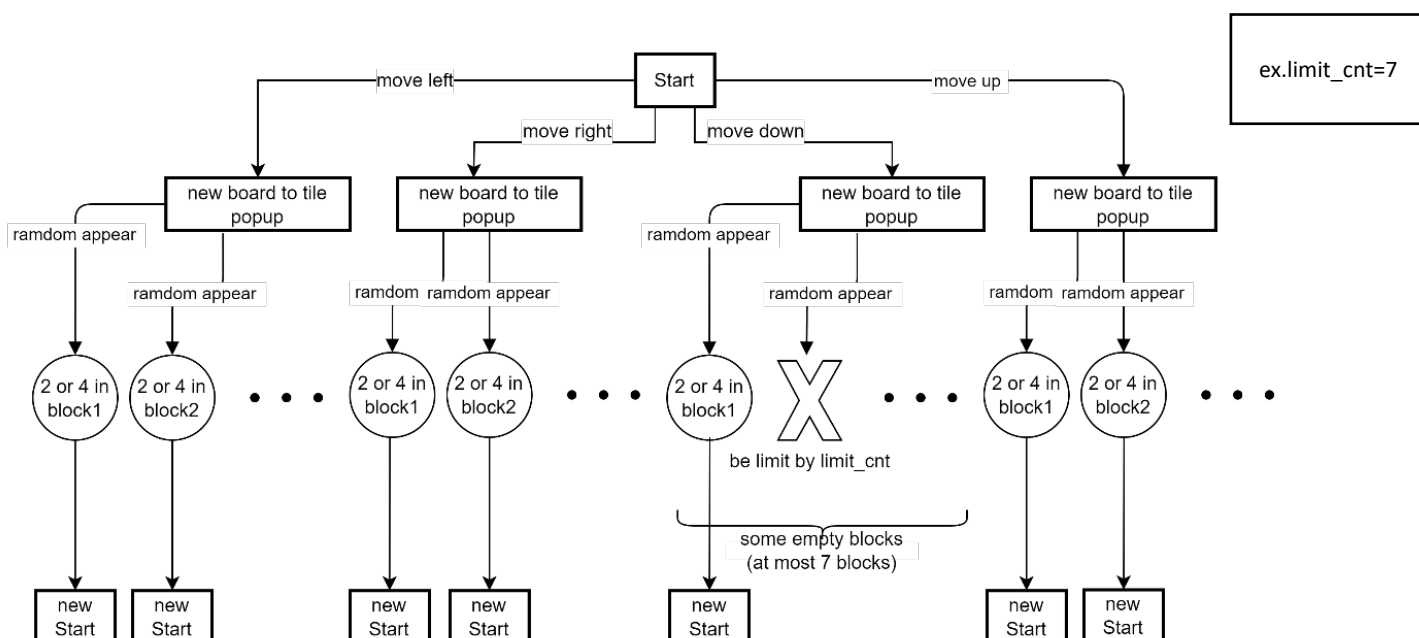 ex.limit_cnt=7
Start
move left
move up
move right
move down
new board to tile
popup
new board to tile
popup
new board to tile
popup
new board to tile
popup
ramdom appear
ramdom appear
ramdom
ramdom appear
ramdom appear
ramdom appear
ramdom
ramdom appear
2 or 4 in
block1
2 or 4 in
block2
2 or 4 in
block1
2 or 4 in
block2
2 or 4 in
block1
X
2 or 4 in
block1
2 or 4 in
block2
be limit by limit_cnt
some empty blocks
(at most 7 blocks)
new
Start
new
Start
new
Start
new
Start
new
Start
new
Start
new
Start